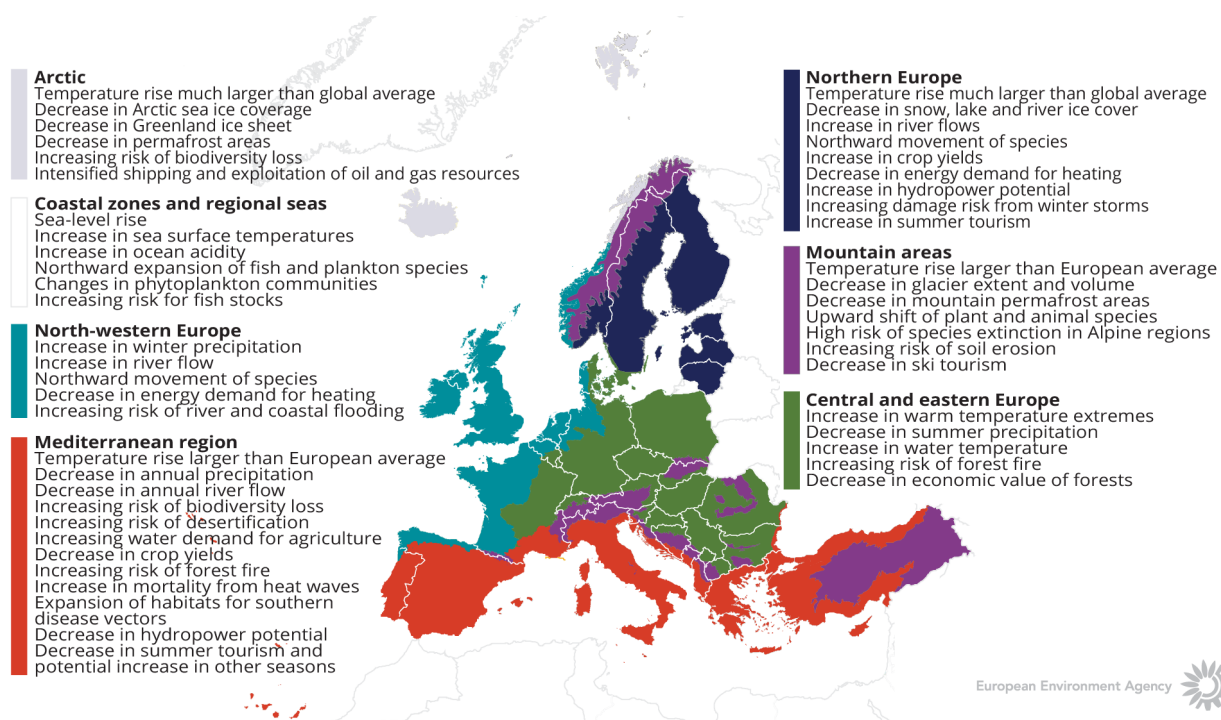 Arctic
Temperature rise much larger than global average
Decrease in Arctic sea ice coverage
Decrease in Greenland ice sheet
Decrease in permafrost areas
Increasing risk of biodiversity loss
Intensified shipping and exploitation of oil and gas resources
Coastal zones and regional seas
Sea-level rise
Increase in sea surface temperatures
Increase in ocean acidity
Northward expansion of fish and plankton species
Changes in phytoplankton communities
Increasing risk for fish stocks
North-western Europe
Increase in winter precipitation
Increase in river flow
Northward movement of species
Decrease in energy demand for heating
Increasing risk of river and coastal flooding
Mediterranean region
Temperature rise larger than European average
Decrease in annual precipitation
Decrease in annual river flow
Increasing risk of biodiversity loss
Increasing risk of desertification
Increasing water demand for agriculture
Decrease in crop yields
Increasing risk of forest fire
Increase in mortality from heat waves
Expansion of habitats for southern
disease vectors
Decrease in hydropower potential
Decrease in summer tourism and
potential increase in other seasons
Northern Europe
Temperature rise much larger than global average
Decrease in snow, lake and river ice cover
Increase in river flows
Northward movement of species
Increase in crop yields
Decrease in energy demand for heating
Increase in hydropower potential
Increasing damage risk from winter storms
Increase in summer tourism
Mountain areas
Temperature rise larger than European average
Decrease in glacier extent and volume
Decrease in mountain permafrost areas
Upward shift of plant and animal species
High risk of species extinction in Alpine regions
Increasing risk of soil erosion
Decrease in ski tourism
Central and eastern Europe
Increase in warm temperature extremes
Decrease in summer precipitation
Increase in water temperature
Increasing risk of forest fire
Decrease in economic value of forests
European Environment Agency